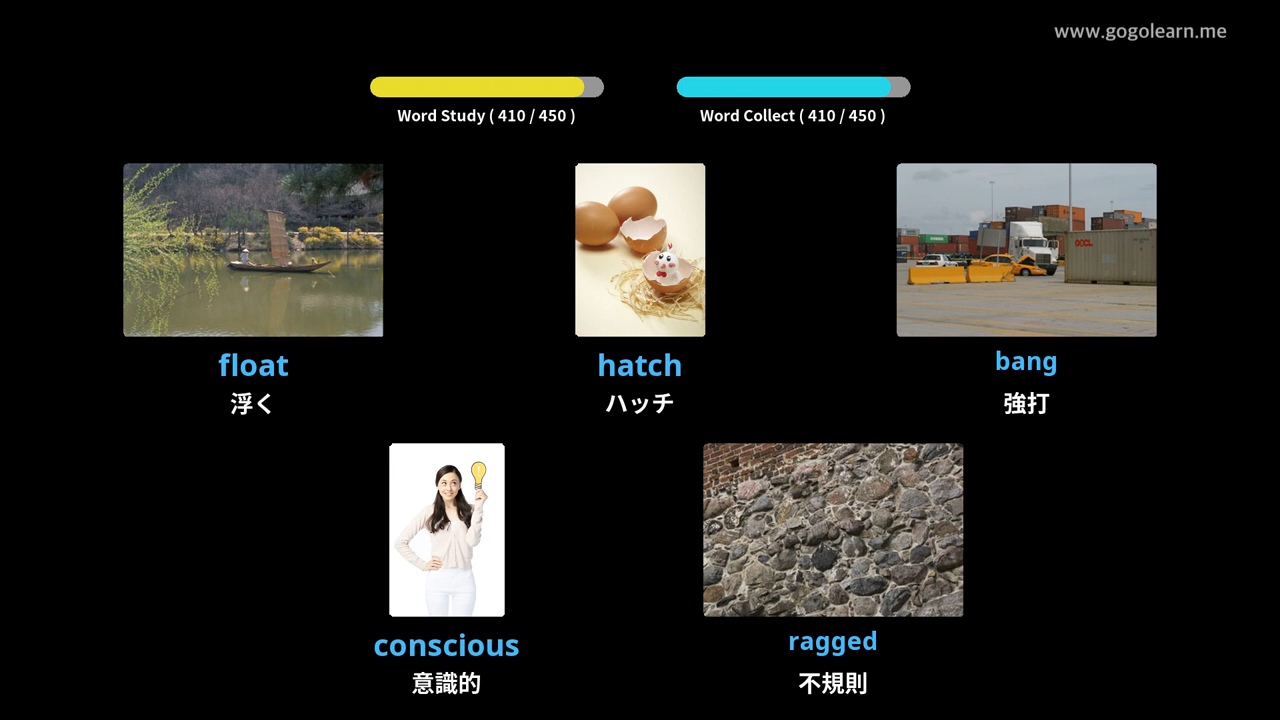 www.gogolearn.me
Word Study ( 410 / 450 )
Word Collect ( 410 / 450 )
float
浮く
hatch
ハッチ
bang
強打
conscious
意識的
ragged
不規則